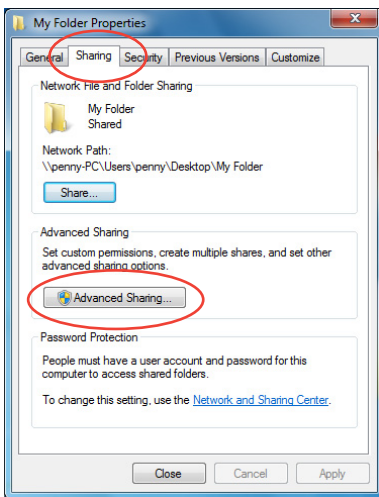 My Folder Properties
General Sharing Security Previous Versions Customize
Network File and Folder Sharing
My Folder
Shared
Network Path:
\\penny-PC\Users\penny\Desktop\My Folder
Share...
Advanced Sharing
Set custom permissions, create multiple shares, and set other
advanced sharing options.
Advanced Sharing...
Password Protection
People must have a user account and password for this
computer to access shared folders.
To change this setting, use the Network and Sharing Center.
Close Cancel Apply